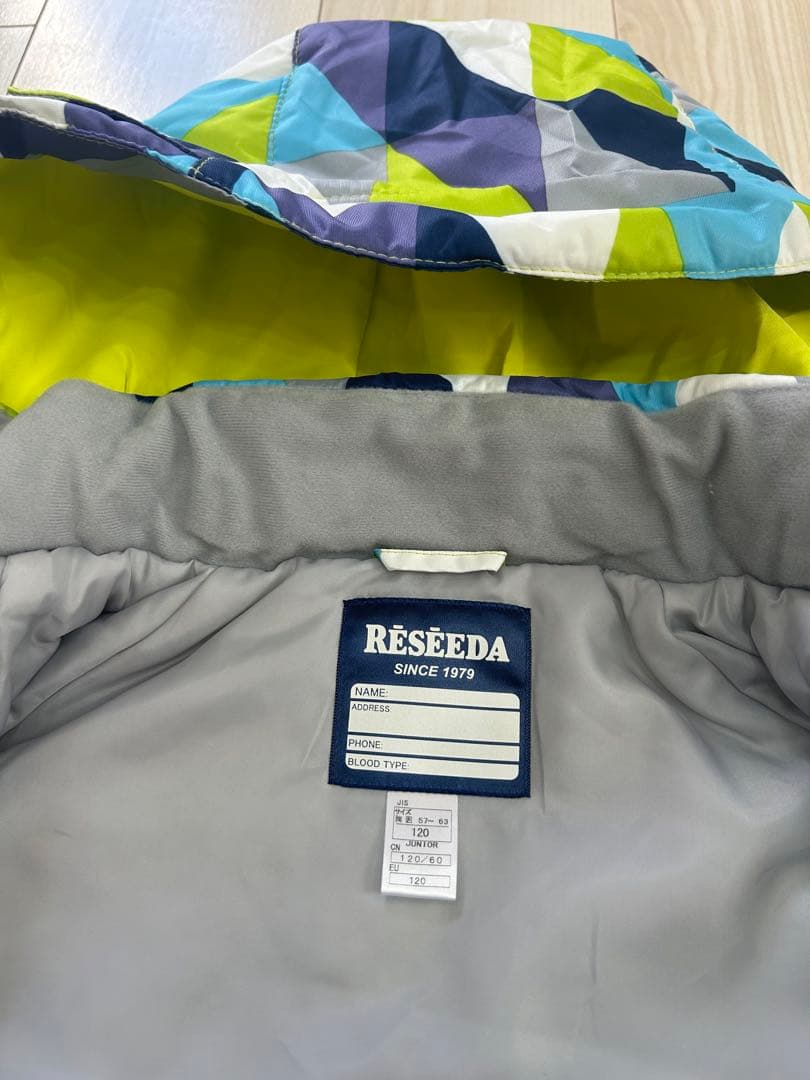 RĒSĒEDA
SINCE 1979
NAME:
ADDRESS
PHONE:
BLOOD TYPE:
JIS
サイズ
胸囲 57~ 63
120
JUNIOR
CN
120/60
EU
120